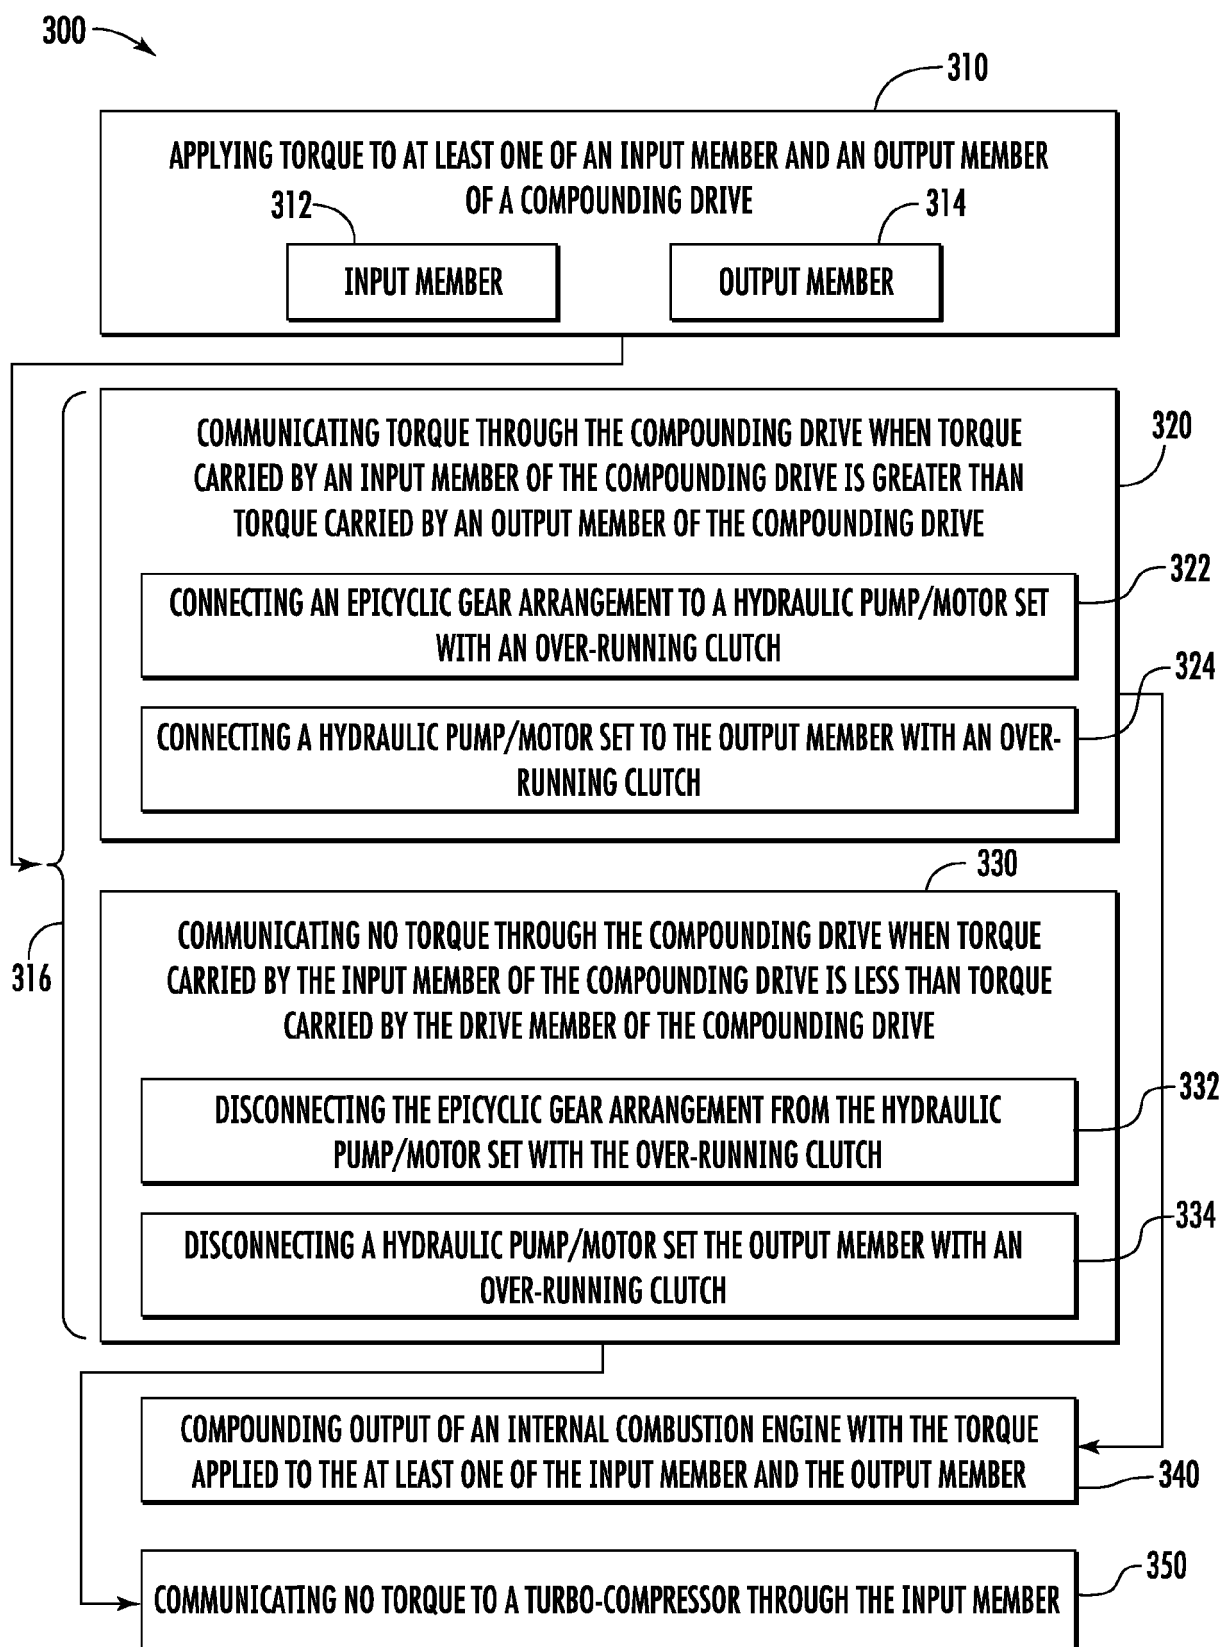 300
310
APPLYING TORQUE TO AT LEAST ONE OF AN INPUT MEMBER AND AN OUTPUT MEMBER
OF A COMPOUNDING DRIVE
312
314
INPUT MEMBER
OUTPUT MEMBER
316
320
COMMUNICATING TORQUE THROUGH THE COMPOUNDING DRIVE WHEN TORQUE
CARRIED BY AN INPUT MEMBER OF THE COMPOUNDING DRIVE IS GREATER THAN
TORQUE CARRIED BY AN OUTPUT MEMBER OF THE COMPOUNDING DRIVE
322
CONNECTING AN EPICYCLIC GEAR ARRANGEMENT TO A HYDRAULIC PUMP/MOTOR SET
WITH AN OVER-RUNNING CLUTCH
324
CONNECTING A HYDRAULIC PUMP/MOTOR SET TO THE OUTPUT MEMBER WITH AN OVER-
RUNNING CLUTCH
330
COMMUNICATING NO TORQUE THROUGH THE COMPOUNDING DRIVE WHEN TORQUE
CARRIED BY THE INPUT MEMBER OF THE COMPOUNDING DRIVE IS LESS THAN TORQUE
CARRIED BY THE DRIVE MEMBER OF THE COMPOUNDING DRIVE
332
DISCONNECTING THE EPICYCLIC GEAR ARRANGEMENT FROM THE HYDRAULIC
PUMP/MOTOR SET WITH THE OVER-RUNNING CLUTCH
334
DISCONNECTING A HYDRAULIC PUMP/MOTOR SET THE OUTPUT MEMBER WITH AN
OVER-RUNNING CLUTCH
COMPOUNDING OUTPUT OF AN INTERNAL COMBUSTION ENGINE WITH THE TORQUE
APPLIED TO THE AT LEAST ONE OF THE INPUT MEMBER AND THE OUTPUT MEMBER
340
350
COMMUNICATING NO TORQUE TO A TURBO-COMPRESSOR THROUGH THE INPUT MEMBER